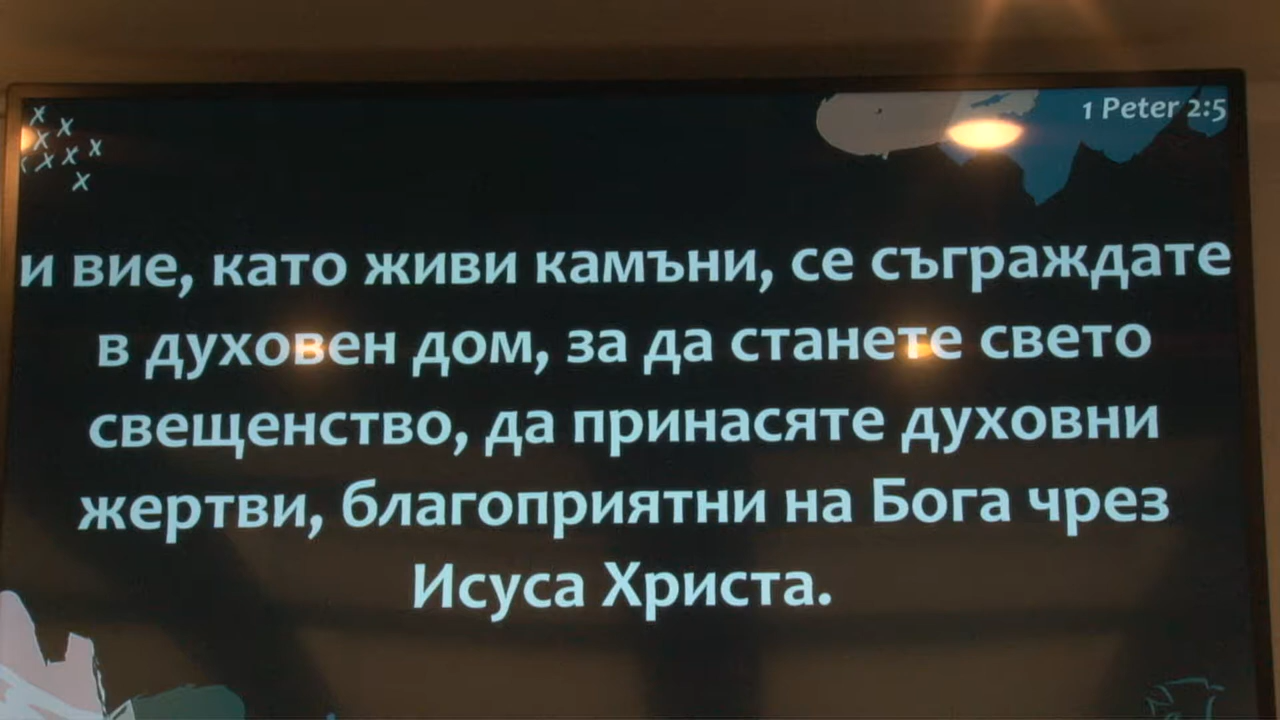 1 Peter 2:5
и вие, като живи камъни, се съграждате
в духовен дом, за да станете свето
свещенство, да принасяте духовни
жертви, благоприятни на Бога чрез
Исуса Христа.